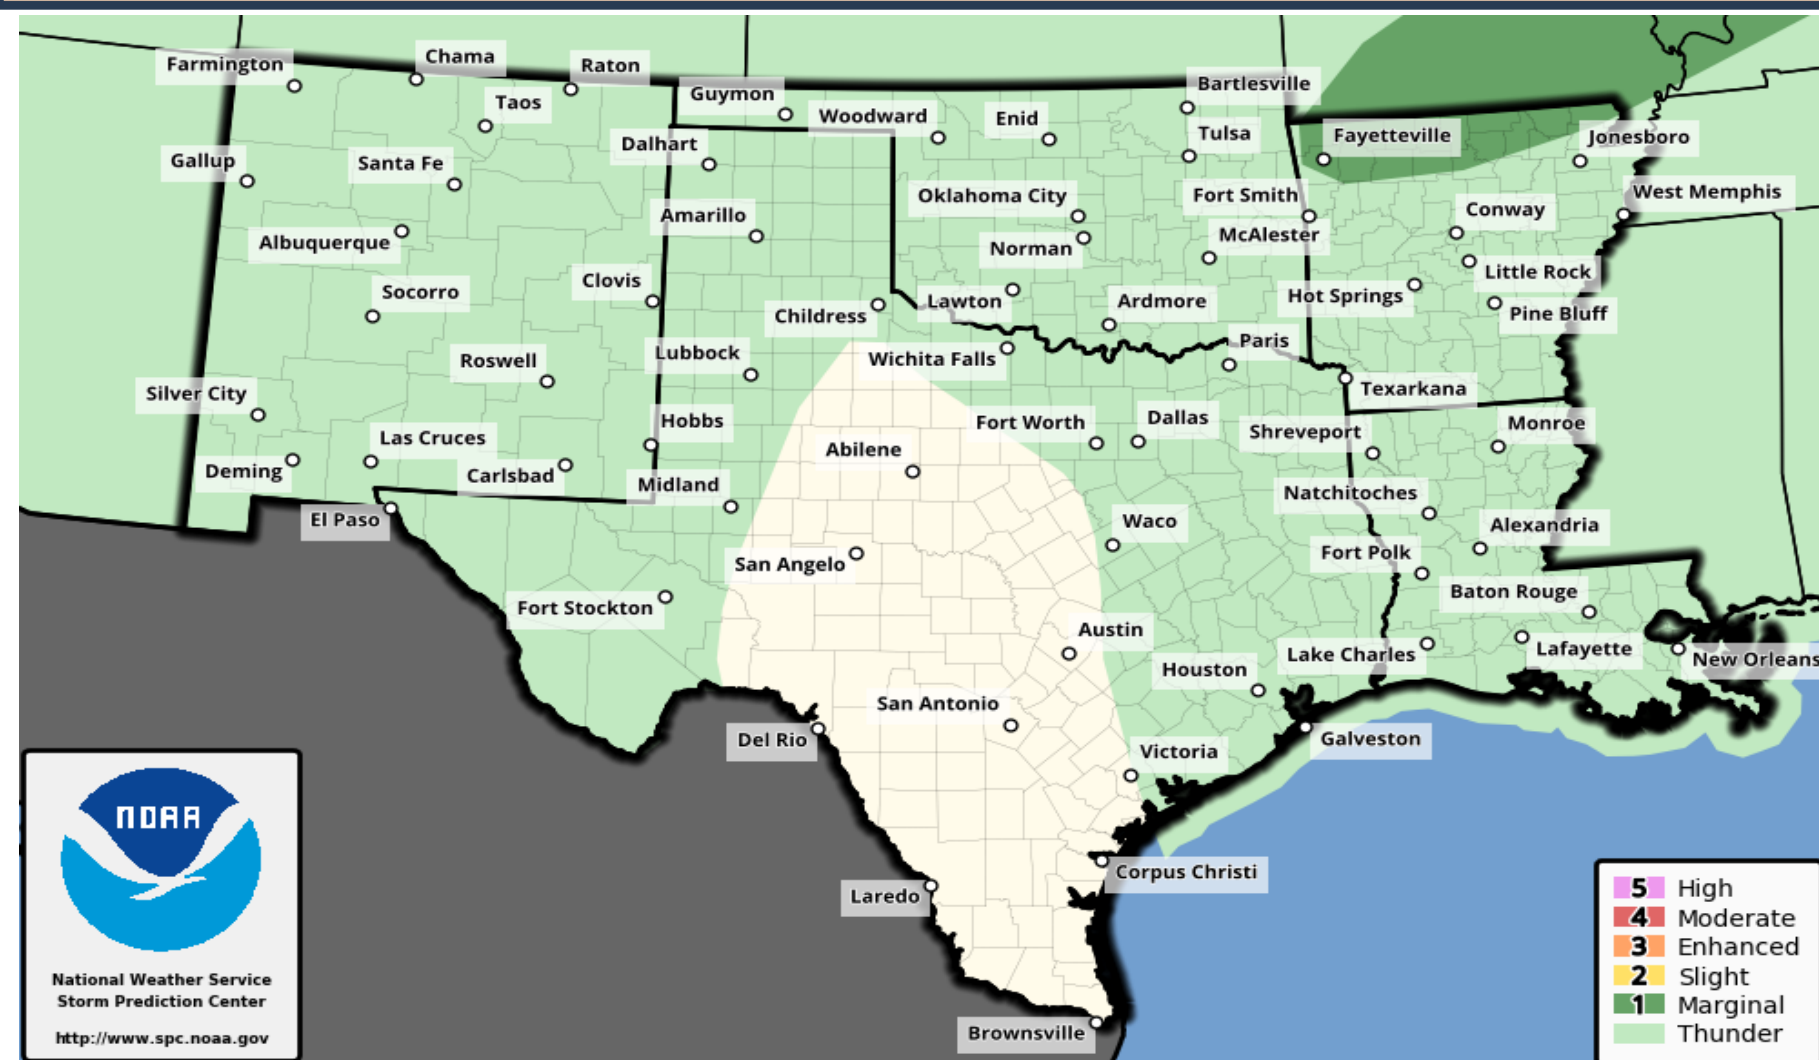 Farmington
Chama
Raton
Taos
Guymon
Woodward
Enid
Bartlesville
Tulsa
Fayetteville
Jonesboro
Gallup
Santa Fe
Dalhart
Oklahoma City
Fort Smith
Conway
West Memphis
Albuquerque
Amarillo
Norman
McAlester
Socorro
Clovis
Childress
Lawton
Ardmore
Hot Springs
Little Rock
Pine Bluff
Roswell
Lubbock
Wichita Falls
Paris
Texarkana
Silver City
Las Cruces
Hobbs
Abilene
Fort Worth
Dallas
Shreveport
Monroe
Deming
Carlsbad
Midland
Natchitoches
El Paso
Waco
Alexandria
San Angelo
Fort Polk
Fort Stockton
Baton Rouge
Austin
Houston
Lake Charles
Lafayette
New Orleans
San Antonio
Del Rio
Victoria
Galveston
Laredo
Corpus Christi
Brownsville
NOAA
National Weather Service
Storm Prediction Center
http://www.spc.noaa.gov
5 High
4 Moderate
3 Enhanced
2 Slight
1 Marginal
Thunder